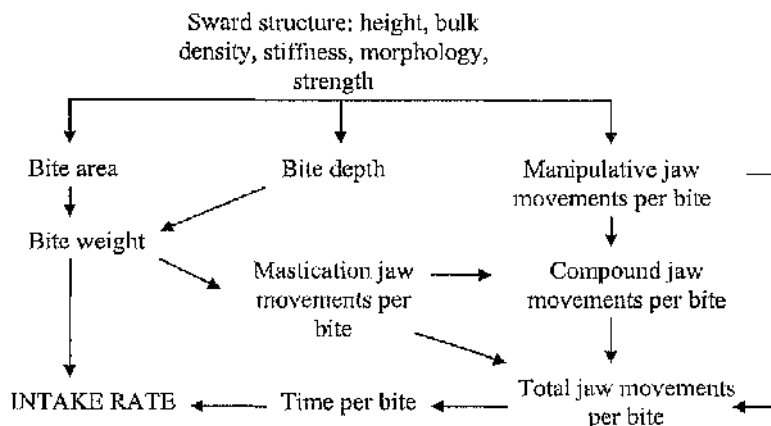 Sward structure: height, bulk
density, stiffness, morphology,
strength
Bite area
Bite depth
Manipulative jaw
movements per bite
Bite weight
Mastication jaw
movements per
bite
Compound jaw
movements per bite
INTAKE RATE
Time per bite
Total jaw movements
per bite